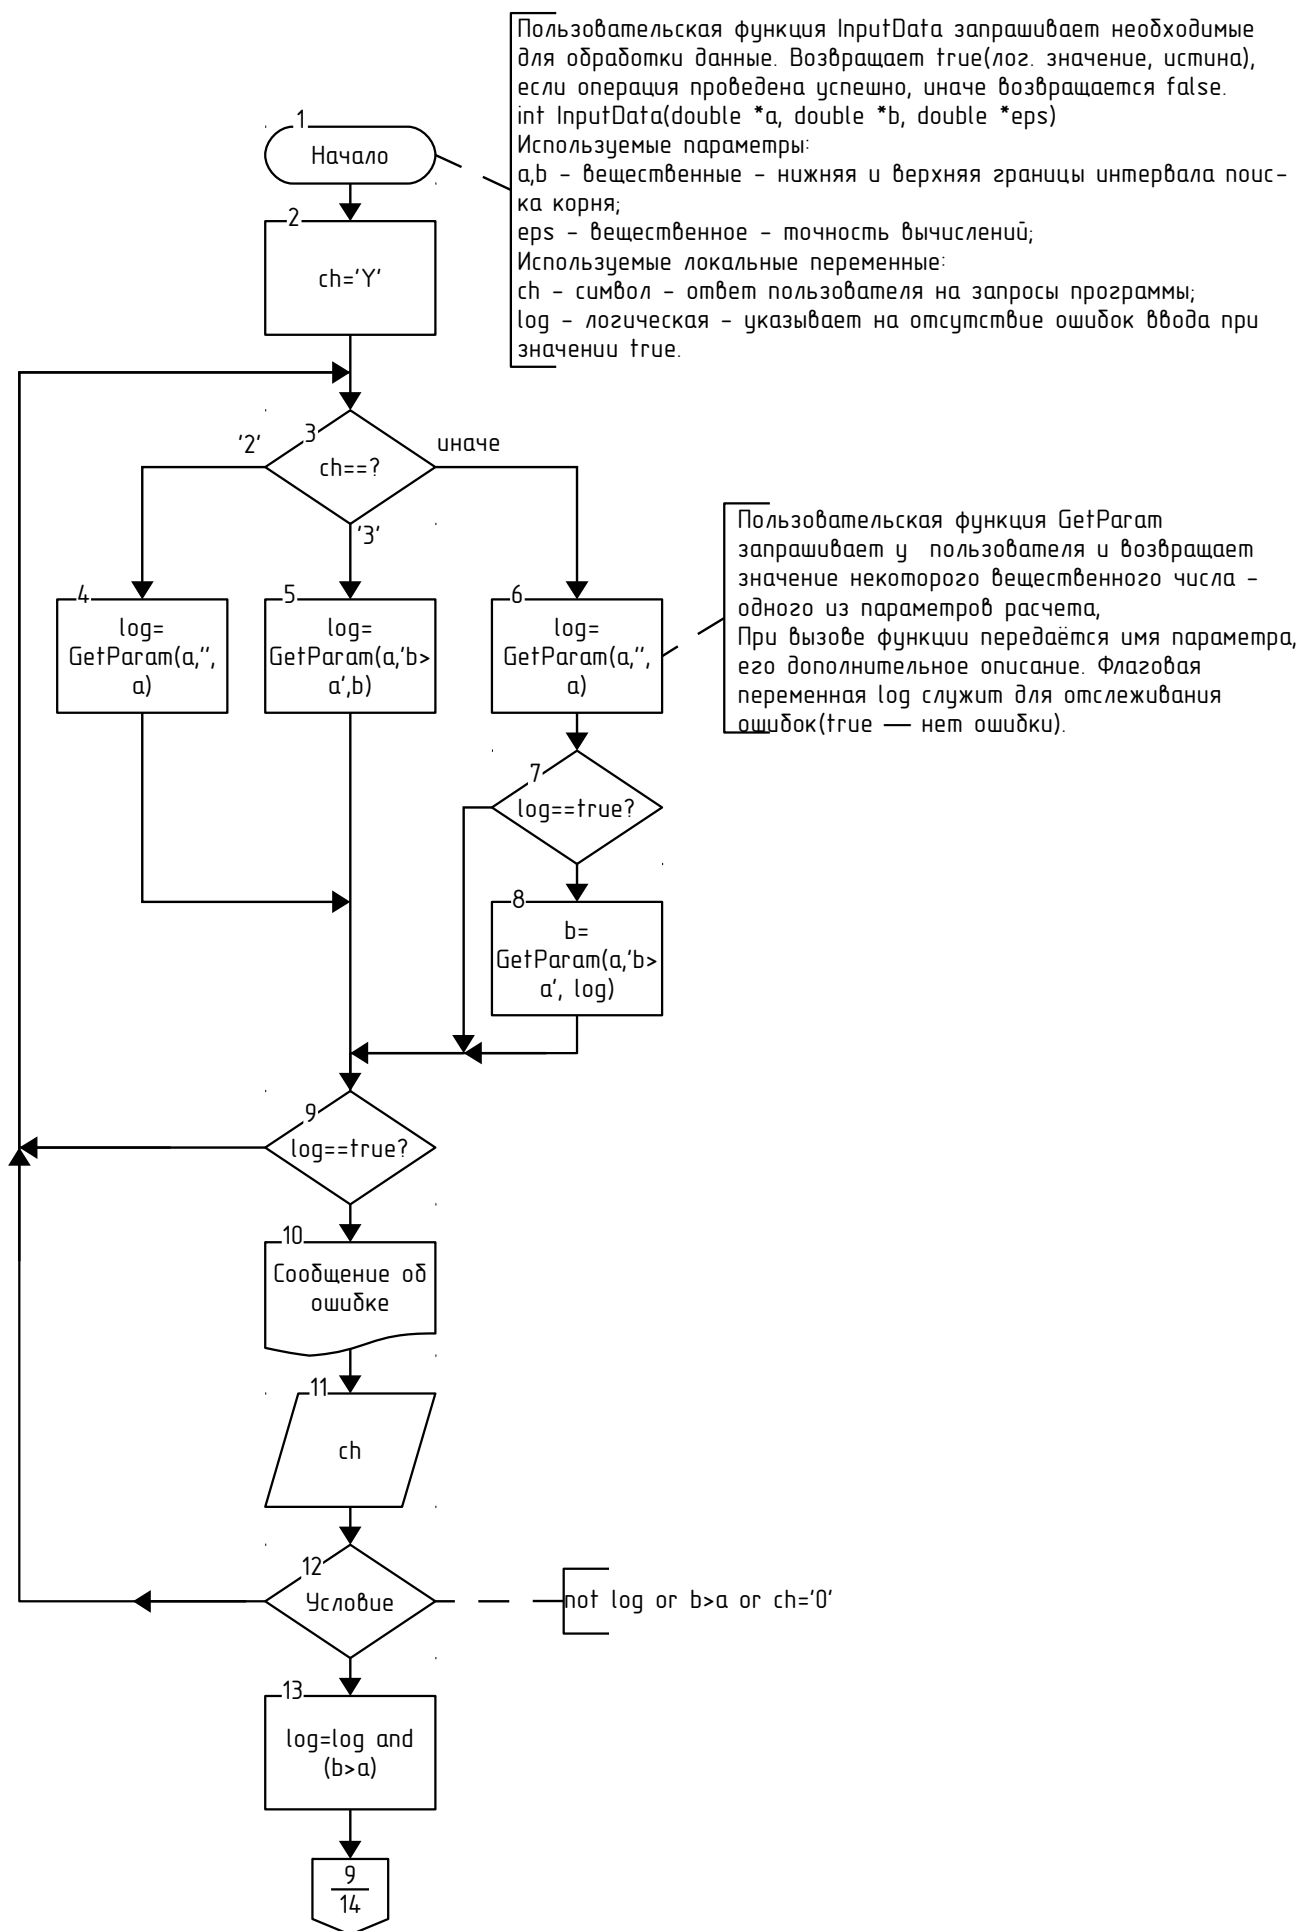 Пользовательская функция InputData запрашивает необходимые
для обработки данные. Возвращает true(лог. значение, истина),
если операция проведена успешно, иначе возвращается false.
int InputData(double *a, double *b, double *eps)
Используемые параметры:
a,b – вещественные – нижняя и верхняя границы интервала поис-
ка корня;
eps – вещественное – точность вычислений;
Используемые локальные переменные:
ch – символ – ответ пользователя на запросы программы;
log – логическая – указывает на отсутствие ошибок ввода при
значении true.
1
Начало
2
ch='Y'
3
ch==?
'2'
'3'
иначе
Пользовательская функция GetParam
запрашивает у  пользователя и возвращает
значение некоторого вещественного числа –
одного из параметров расчета,
При вызове функции передаётся имя параметра,
его дополнительное описание. Флаговая
переменная log служит для отслеживания
ошибок(true — нет ошибки).
4
log=
GetParam(a,'',
a)
5
log=
GetParam(a,'b>
a',b)
6
log=
GetParam(a,'',
a)
7
log==true?
8
b=
GetParam(a,'b>
a', log)
9
log==true?
10
Сообщение об
ошибке
11
ch
12
Условие
not log or b>a or ch='0'
13
log=log and
(b>a)
9
14